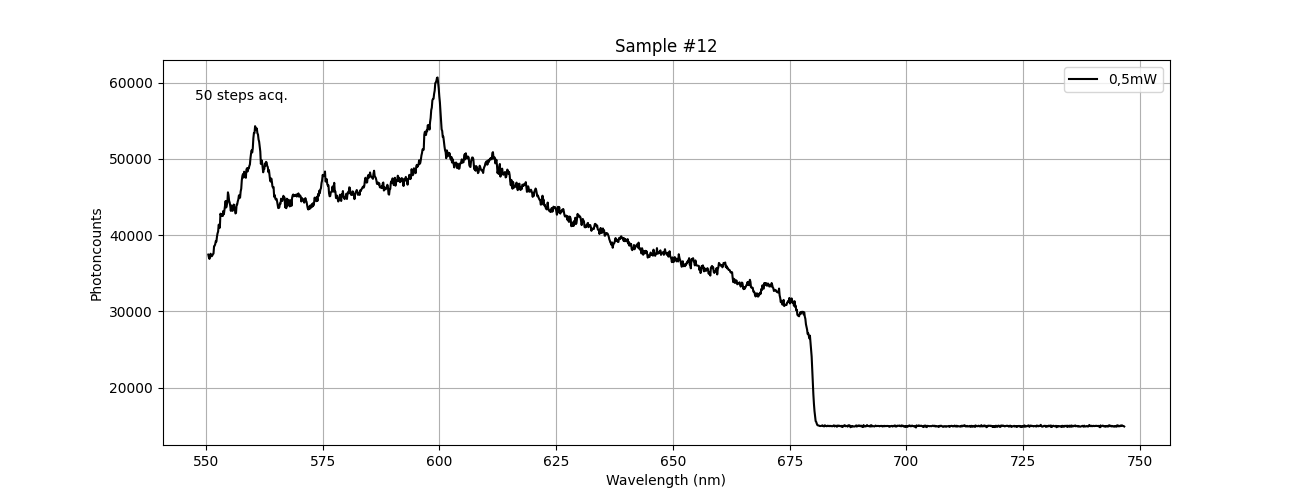 Sample #12
0,5mW
50 steps acq.
Photoncounts
60000
50000
40000
30000
20000
550 575 600 625 650 675 700 725 750
Wavelength (nm)